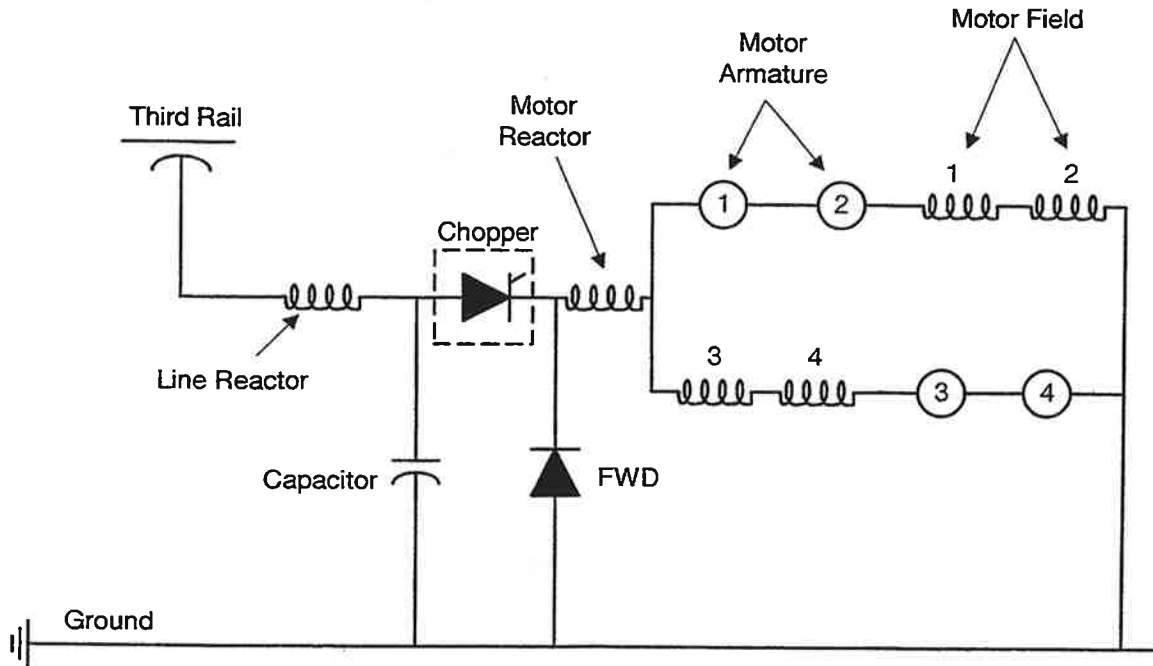 Motor Field
Motor
Armature
Third Rail
Motor
Reactor
1 2
1 2
Chopper
3 4
Line Reactor
3 4
Capacitor
FWD
Ground